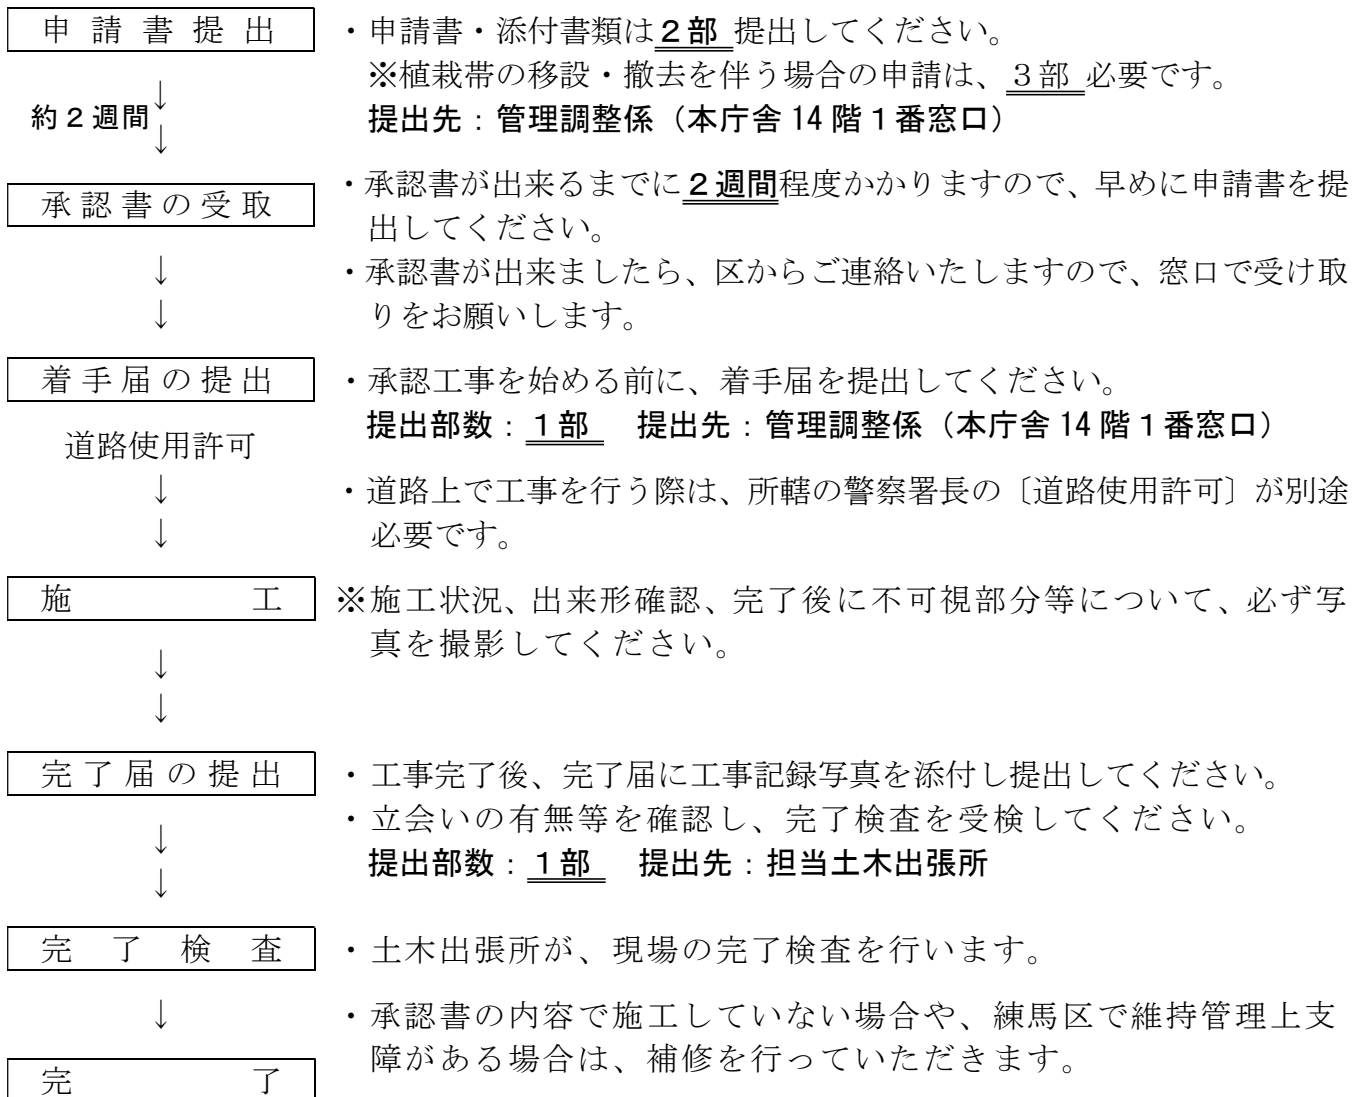 申請書提出
・申請書・添付書類は２部 提出してください。
※植栽帯の移設・撤去を伴う場合の申請は、３部 必要です。
提出先：管理調整係（本庁舎 14 階１番窓口）
↓
約２週間
↓
承認書の受取
・承認書が出来るまでに２週間程度かかりますので、早めに申請書を提
出してください。
↓
・承認書が出来ましたら、区からご連絡いたしますので、窓口で受け取
りをお願いします。
↓
着手届の提出
・承認工事を始める前に、着手届を提出してください。
提出部数：１部 提出先：管理調整係（本庁舎 14 階１番窓口）
道路使用許可
↓
・道路上で工事を行う際は、所轄の警察署長の〔道路使用許可〕が別途
必要です。
↓
施工
※施工状況、出来形確認、完了後に不可視部分等について、必ず写
真を撮影してください。
↓
↓
完了届の提出
・工事完了後、完了届に工事記録写真を添付し提出してください。
・立会いの有無等を確認し、完了検査を受検してください。
提出部数：１部 提出先：担当土木出張所
↓
↓
完了検査
・土木出張所が、現場の完了検査を行います。
↓
・承認書の内容で施工していない場合や、練馬区で維持管理上支
障がある場合は、補修を行っていただきます。
完了